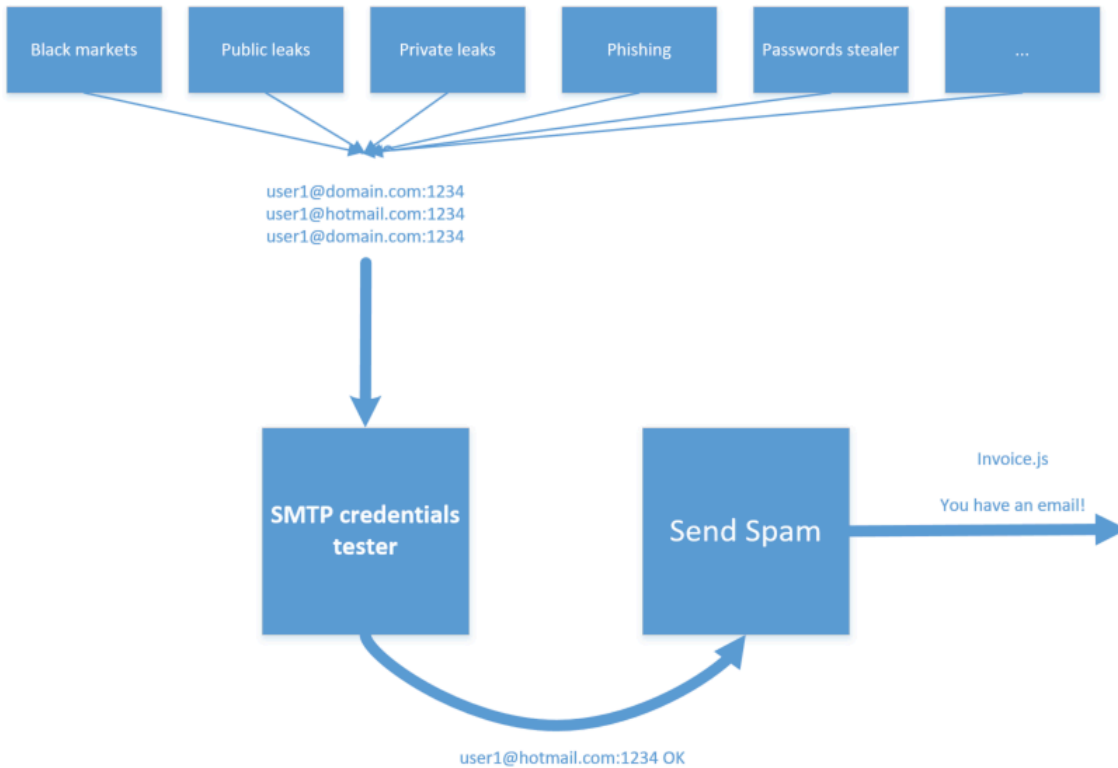 Black markets
Public leaks
Private leaks
Phishing
Passwords stealer
...
user1@domain.com:1234
user1@hotmail.com:1234
user1@domain.com:1234
SMTP credentials
tester
Send Spam
Invoice.js
You have an email!
user1@hotmail.com:1234 OK